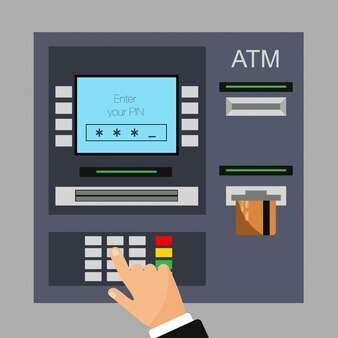 ATM
Enter
your PIN
* * * _